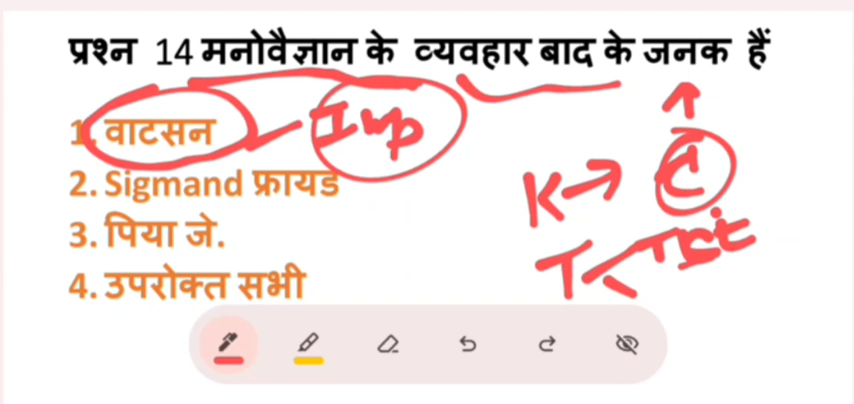 प्रश्न 14 मनोवैज्ञान के व्यवहार बाद के जनक हैं
1. वाटसन
Imp
2. Sigmand फ्रायड
3. पिया जे.
4. उपरोक्त सभी
K→
T<